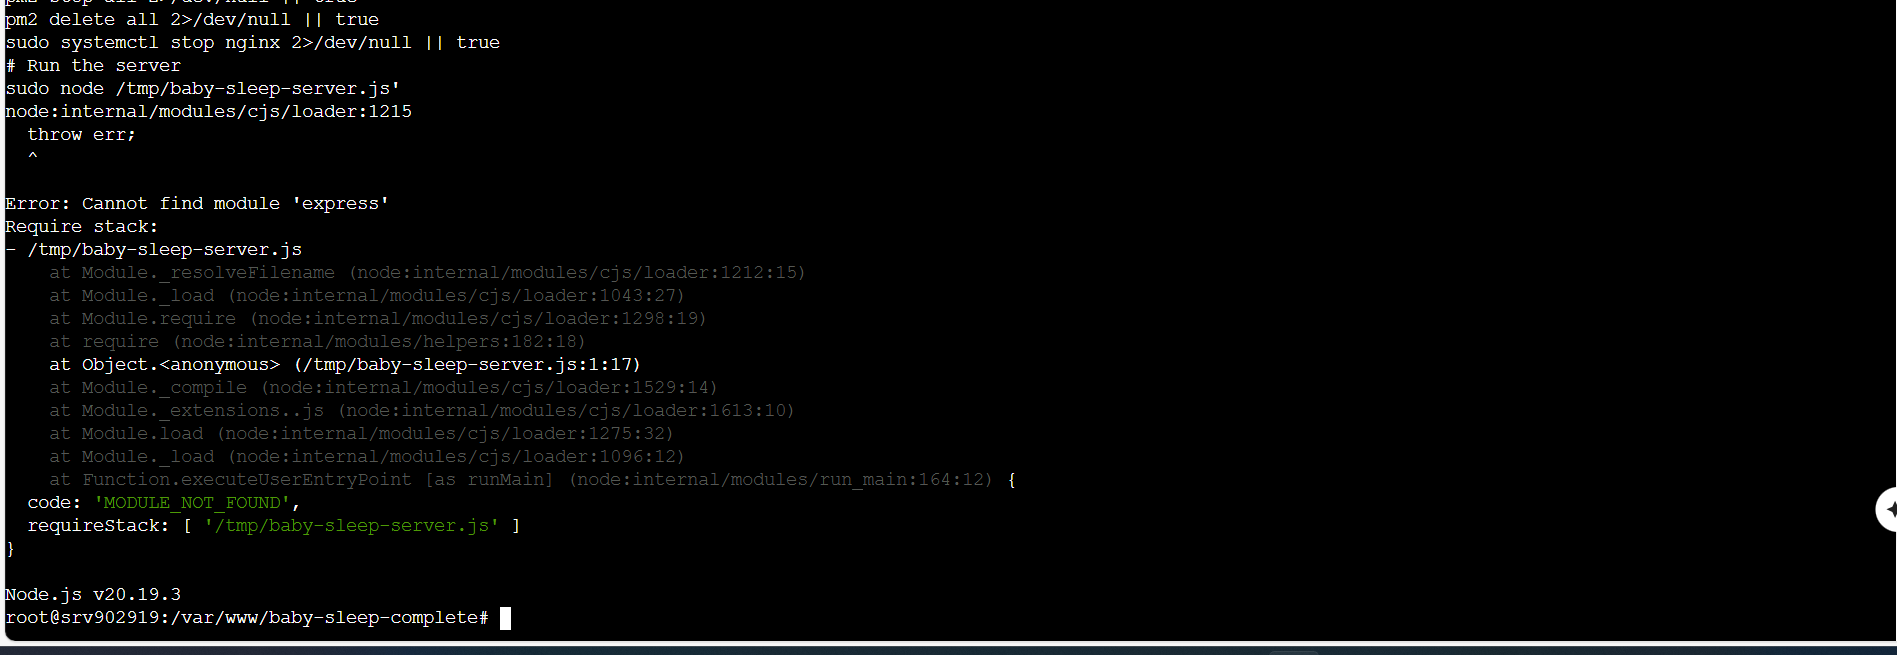 pm2 stop all 2>/dev/null || true
pm2 delete all 2>/dev/null || true
sudo systemctl stop nginx 2>/dev/null || true
# Run the server
sudo node /tmp/baby-sleep-server.js'
node:internal/modules/cjs/loader:1215
  throw err;
  ^

Error: Cannot find module 'express'
Require stack:
- /tmp/baby-sleep-server.js
    at Module._resolveFilename (node:internal/modules/cjs/loader:1212:15)
    at Module._load (node:internal/modules/cjs/loader:1043:27)
    at Module.require (node:internal/modules/cjs/loader:1298:19)
    at require (node:internal/modules/helpers:182:18)
    at Object.<anonymous> (/tmp/baby-sleep-server.js:1:17)
    at Module._compile (node:internal/modules/cjs/loader:1529:14)
    at Module._extensions..js (node:internal/modules/cjs/loader:1613:10)
    at Module.load (node:internal/modules/cjs/loader:1275:32)
    at Module._load (node:internal/modules/cjs/loader:1096:12)
    at Function.executeUserEntryPoint [as runMain] (node:internal/modules/run_main:164:12) {
  code: 'MODULE_NOT_FOUND',
  requireStack: [ '/tmp/baby-sleep-server.js' ]
}

Node.js v20.19.3
root@srv902919:/var/www/baby-sleep-complete#